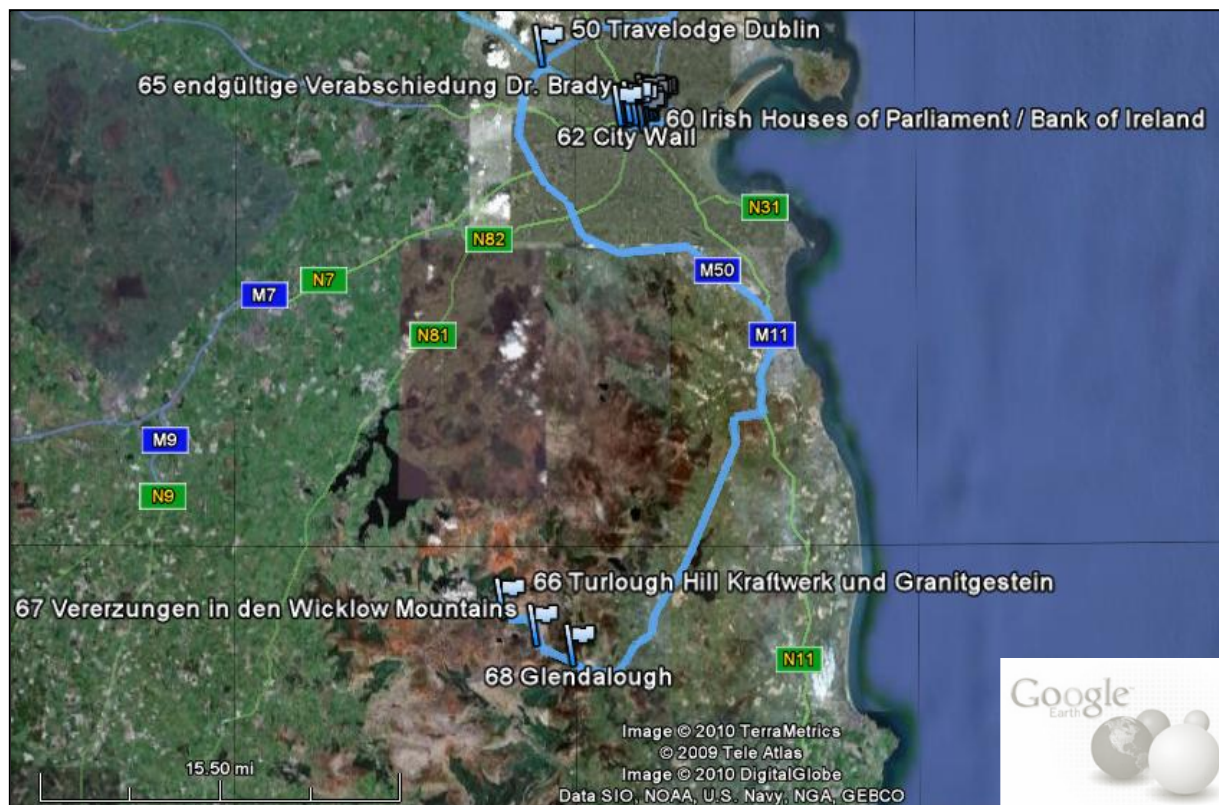 50 Travelodge Dublin
65 endgültige Verabschiedung Dr. Brady
60 Irish Houses of Parliament / Bank of Ireland
62 City Wall
N31
N82
M50
N7
M7
N81
M11
M9
N9
66 Turlough Hill Kraftwerk und Granitgestein
67 Vererzungen in den Wicklow Mountains
68 Glendalough
N11
Google
Earth
Image © 2010 TerraMetrics
© 2009 Tele Atlas
Image © 2010 DigitalGlobe
Data SIO, NOAA, U.S. Navy, NGA, GEBCO
15.50 mi